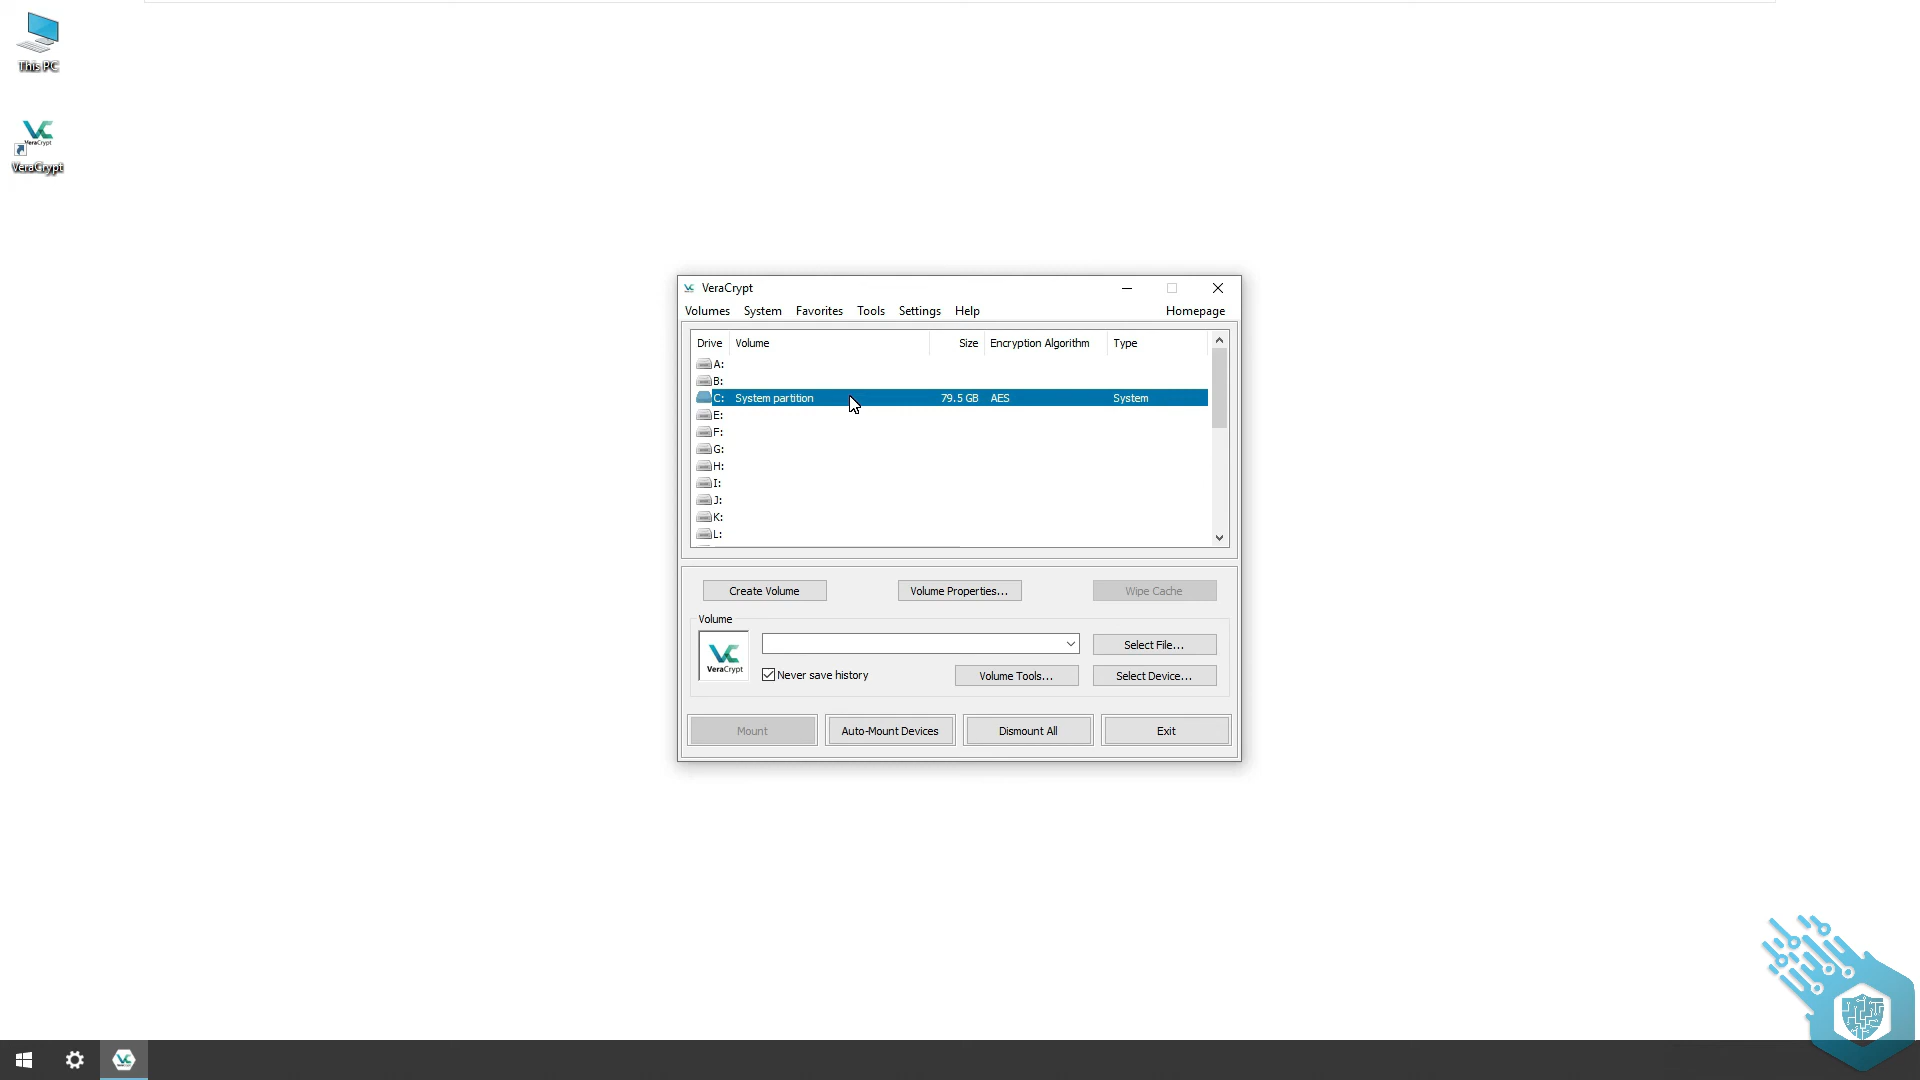 This PC
VeraCrypt
VeraCrypt
VeraCrypt
Volumes System Favorites Tools Settings Help Homepage
Drive Volume Size Encryption Algorithm Type
A:
B:
C: System partition 79.5 GB AES System
E:
F:
G:
H:
I:
J:
K:
L:
Create Volume Volume Properties... Wipe Cache
Volume
VeraCrypt
Select File...
Never save history Volume Tools... Select Device...
Mount Auto-Mount Devices Dismount All Exit